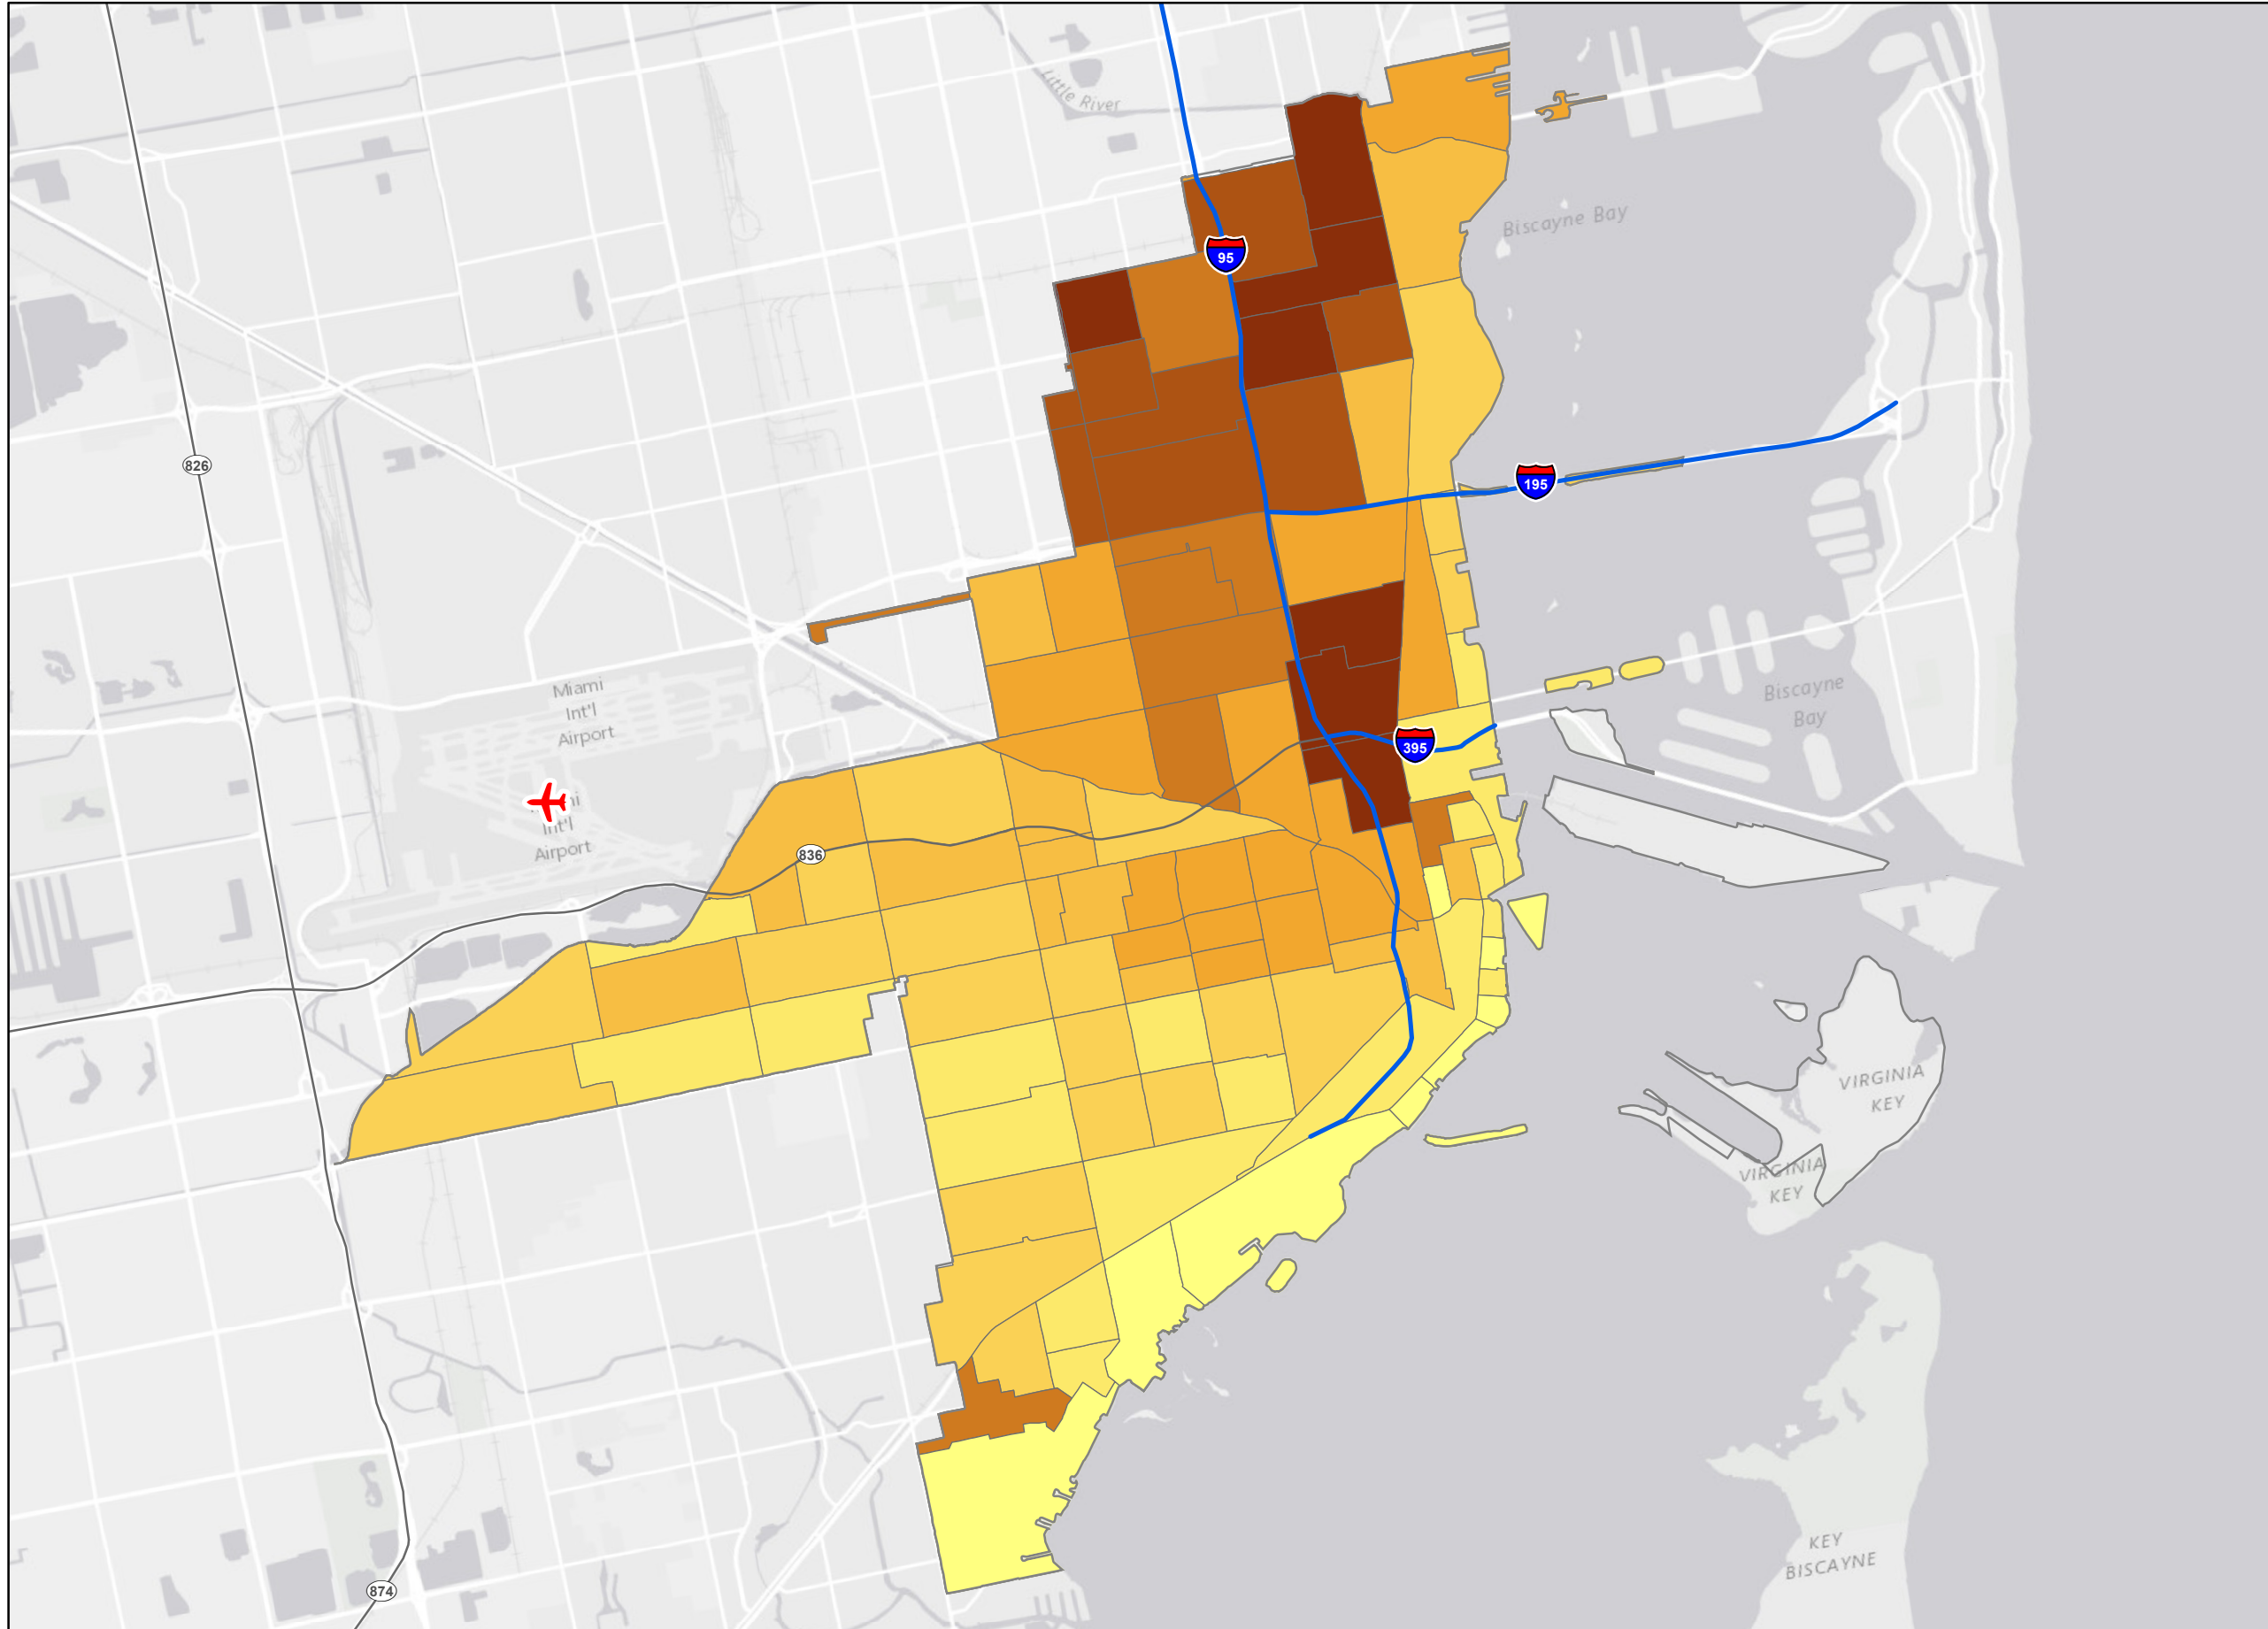 Little River
Biscayne Bay
95
826
195
Miami
Int'l
Airport
Biscayne
Bay
395
Int'l
Airport
836
VIRGINIA
KEY
VIRGINIA
KEY
KEY
BISCAYNE
874